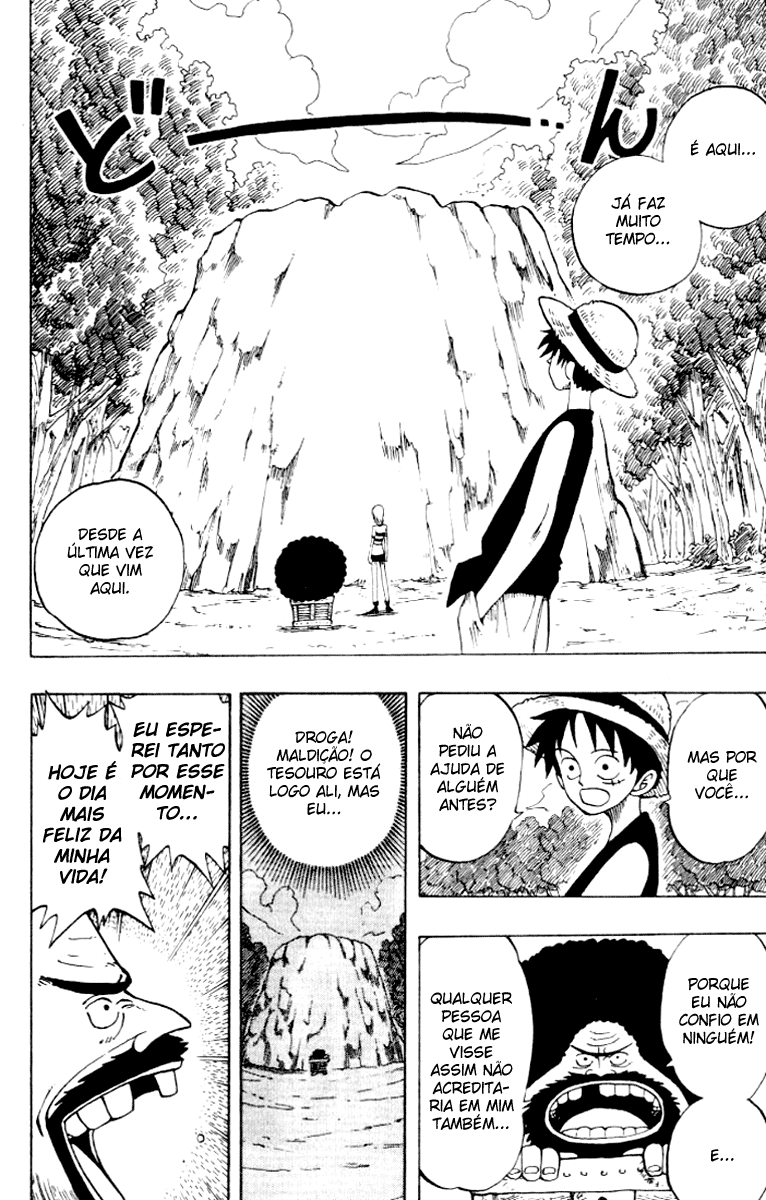 ど ー ‥ ん
É AQUI...
JÁ FAZ
MUITO
TEMPO...
DESDE A
ÚLTIMA VEZ
QUE VIM
AQUI.
MAS POR
QUE
VOCÊ...
NÃO
PEDIU A
AJUDA DE
ALGUÉM
ANTES?
PORQUE
EU NÃO
CONFIO EM
NINGUÉM!
E...
QUALQUER
PESSOA
QUE ME
VISSE
ASSIM NÃO
ACREDITA-
RIA EM MIM
TAMBÉM...
DROGA!
MALDIÇÃO! O
TESOURO ESTÁ
LOGO ALI, MAS
EU...
EU ESPE-
REI TANTO
POR ESSE
MOMEN-
TO...
HOJE É
O DIA
MAIS
FELIZ DA
MINHA
VIDA!